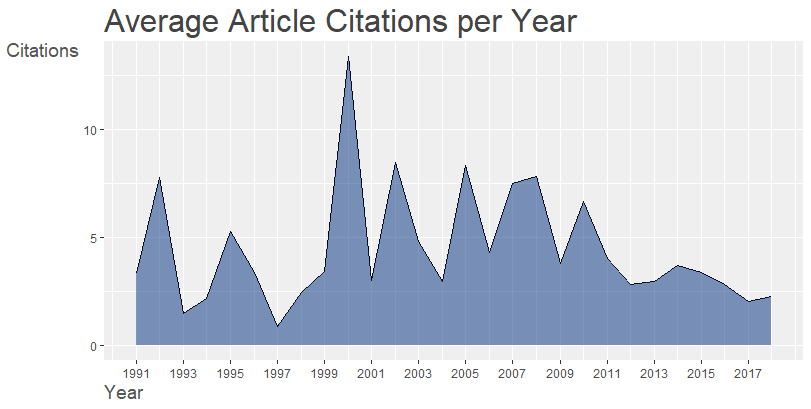 Average Article Citations per Year
Citations
10
5
0
1991 1993 1995 1997 1999 2001 2003 2005 2007 2009 2011 2013 2015 2017
Year